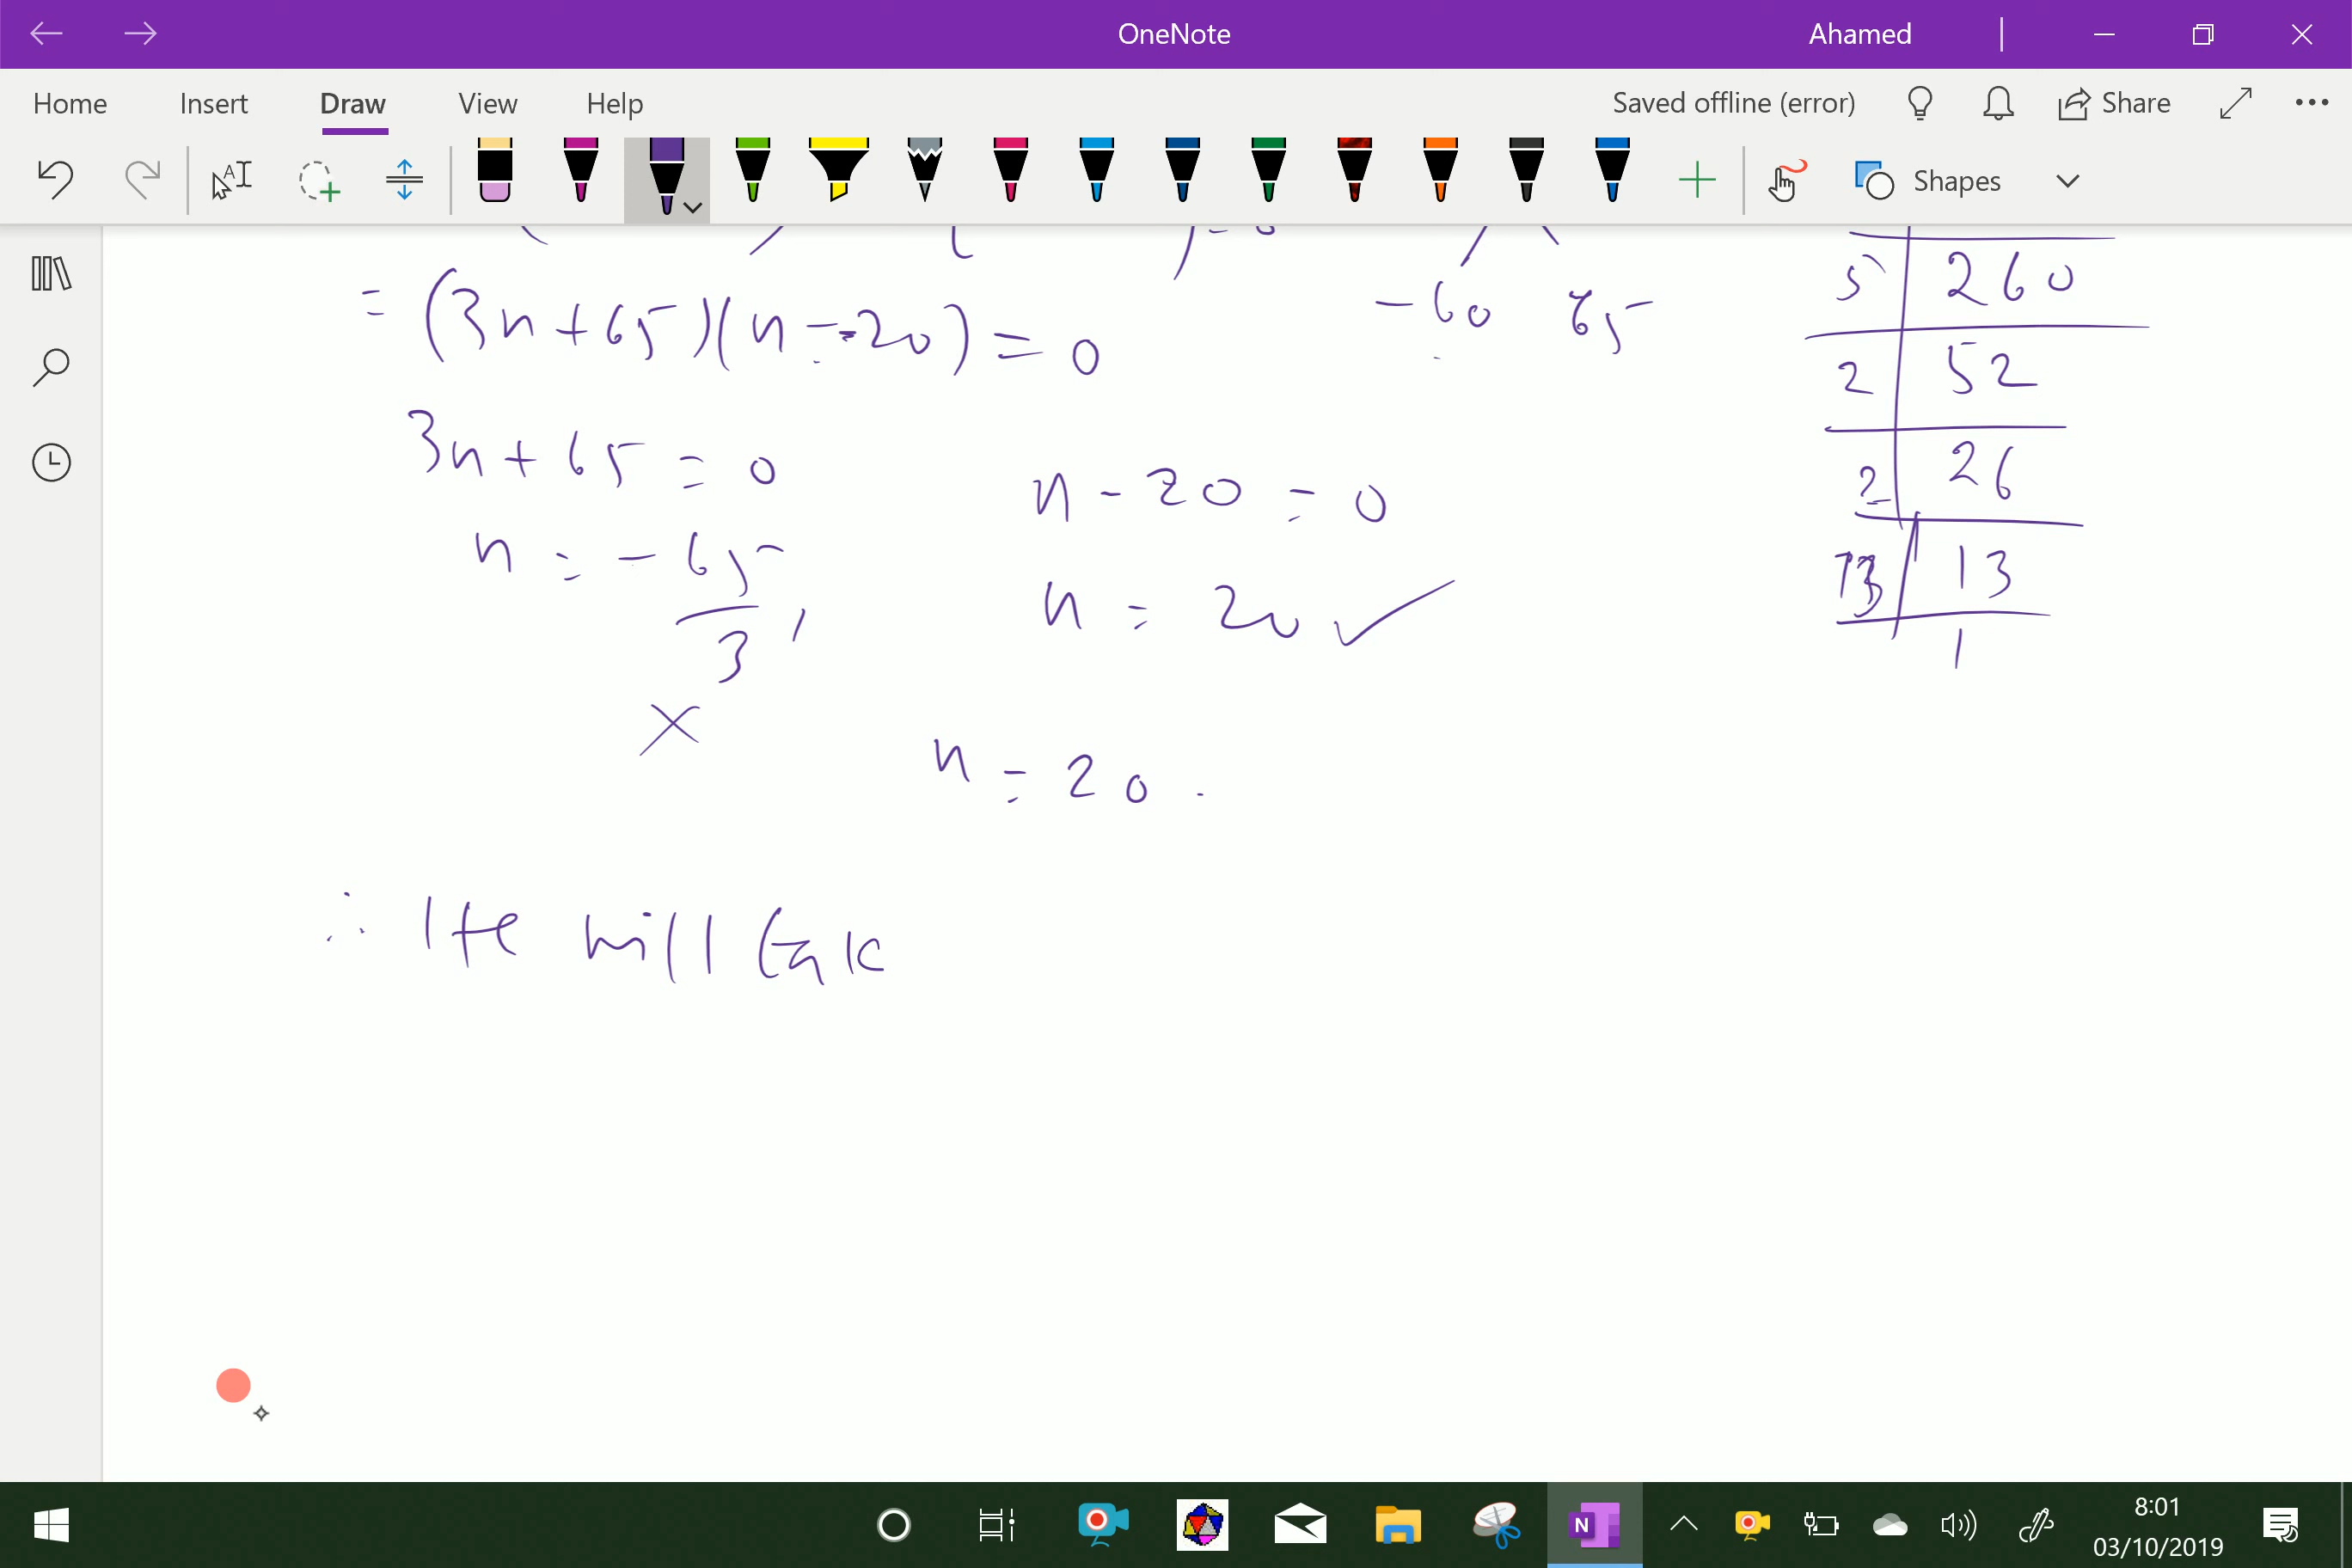 OneNote
Ahamed
Home Insert Draw View Help
Saved offline (error) Share
Shapes
= (3n+65)(n-20) = 0
-60 65
5 260
2 52
2 26
13 13
1
3n+65 = 0
n = -65/3,
n-20 = 0
n = 20 ✓
×
n = 20.
∴ He will tak
8:01
03/10/2019